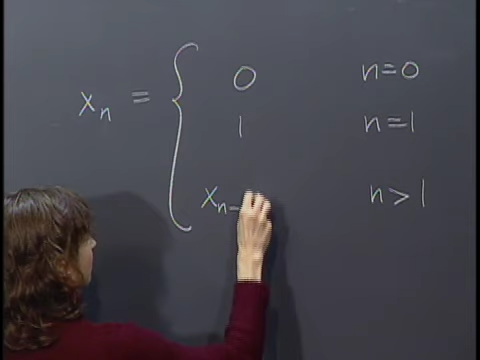 0 n=0
xₙ = { 1 n=1
xₙ₋ n>1